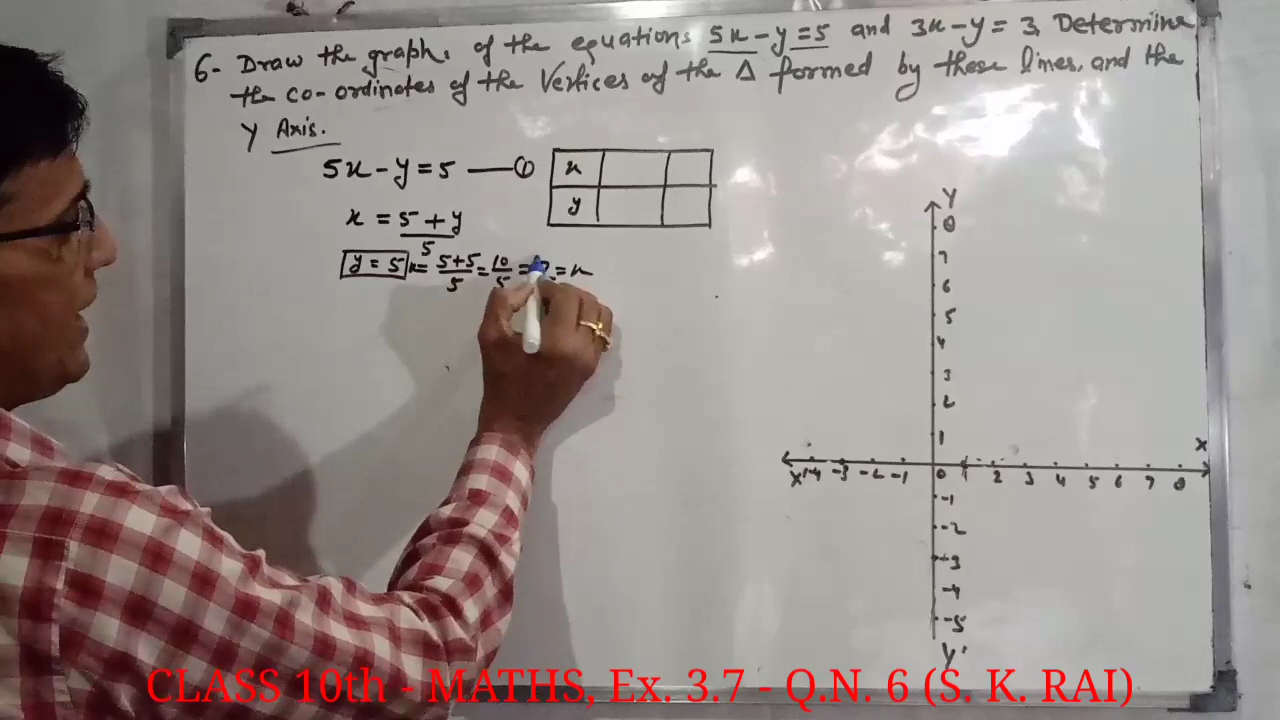 6- Draw the graphs of the equations 5x - y = 5 and 3x - y = 3. Determine
the co-ordinates of the Vertices of the Δ formed by these lines, and the
Y Axis.
5x - y = 5 —— ①
x
y
x = 5 + y / 5
y = 5 x = 5+5/5 = 10/5 = 2 = x
Y
8
7
6
5
4
3
2
1
X
X' -4 -3 -2 -1 0 1 2 3 4 5 6 7 8
-1
-2
-3
-4
-5
Y'
CLASS 10th - MATHS, Ex. 3.7 - Q.N. 6 (S. K. RAI)